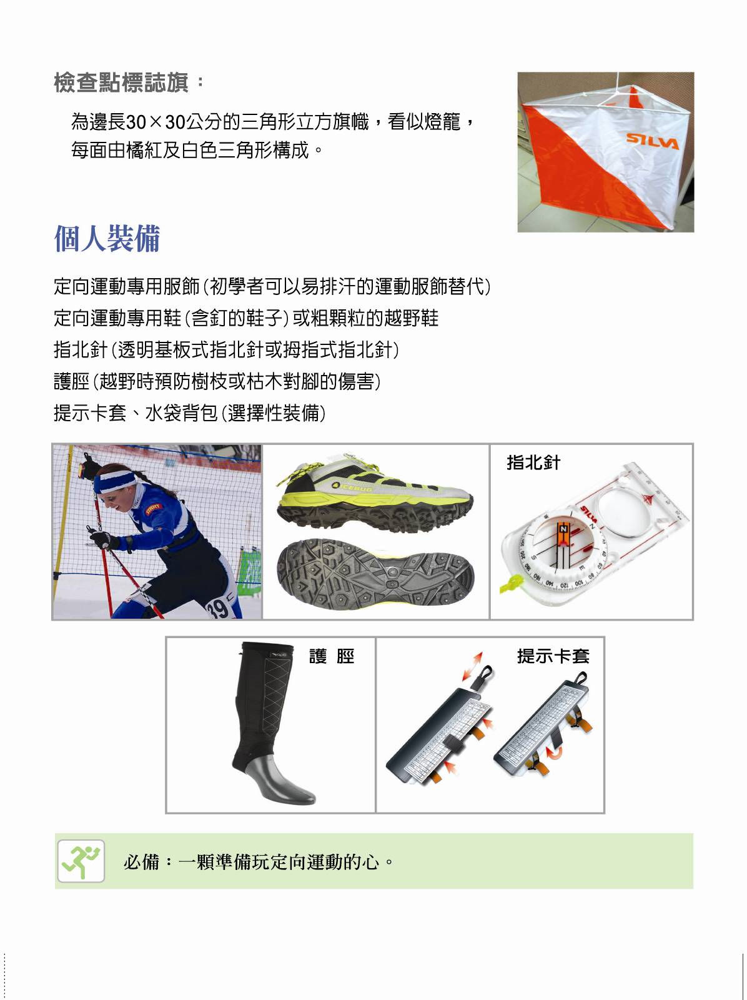 檢查點標誌旗：
為邊長30×30公分的三角形立方旗幟，看似燈籠，
每面由橘紅及白色三角形構成。
SILVA
個人裝備
定向運動專用服飾(初學者可以易排汗的運動服飾替代)
定向運動專用鞋(含釘的鞋子)或粗顆粒的越野鞋
指北針(透明基板式指北針或拇指式指北針)
護脛(越野時預防樹枝或枯木對腳的傷害)
提示卡套、水袋背包(選擇性裝備)
39
ICEBUG
指北針
SILVA
N
N
S
E
護 脛
提示卡套
必備：一顆準備玩定向運動的心。